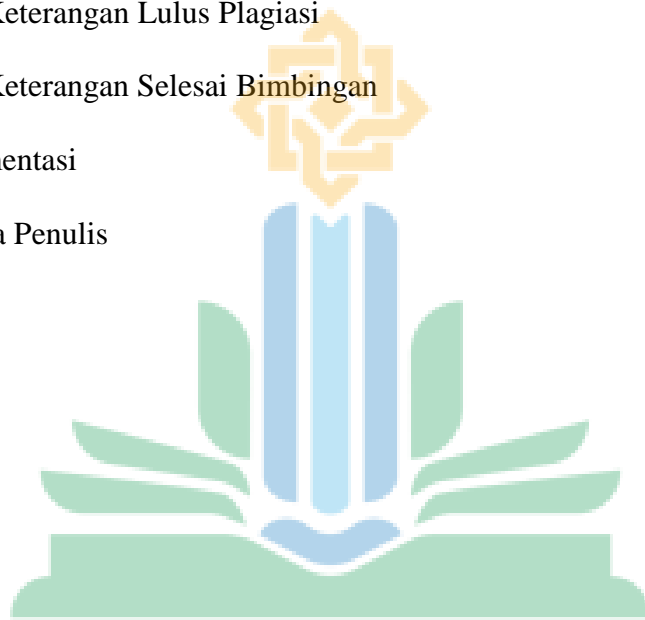 Keterangan Lulus Plagiasi
Keterangan Selesai Bimbingan
entasi
Penulis